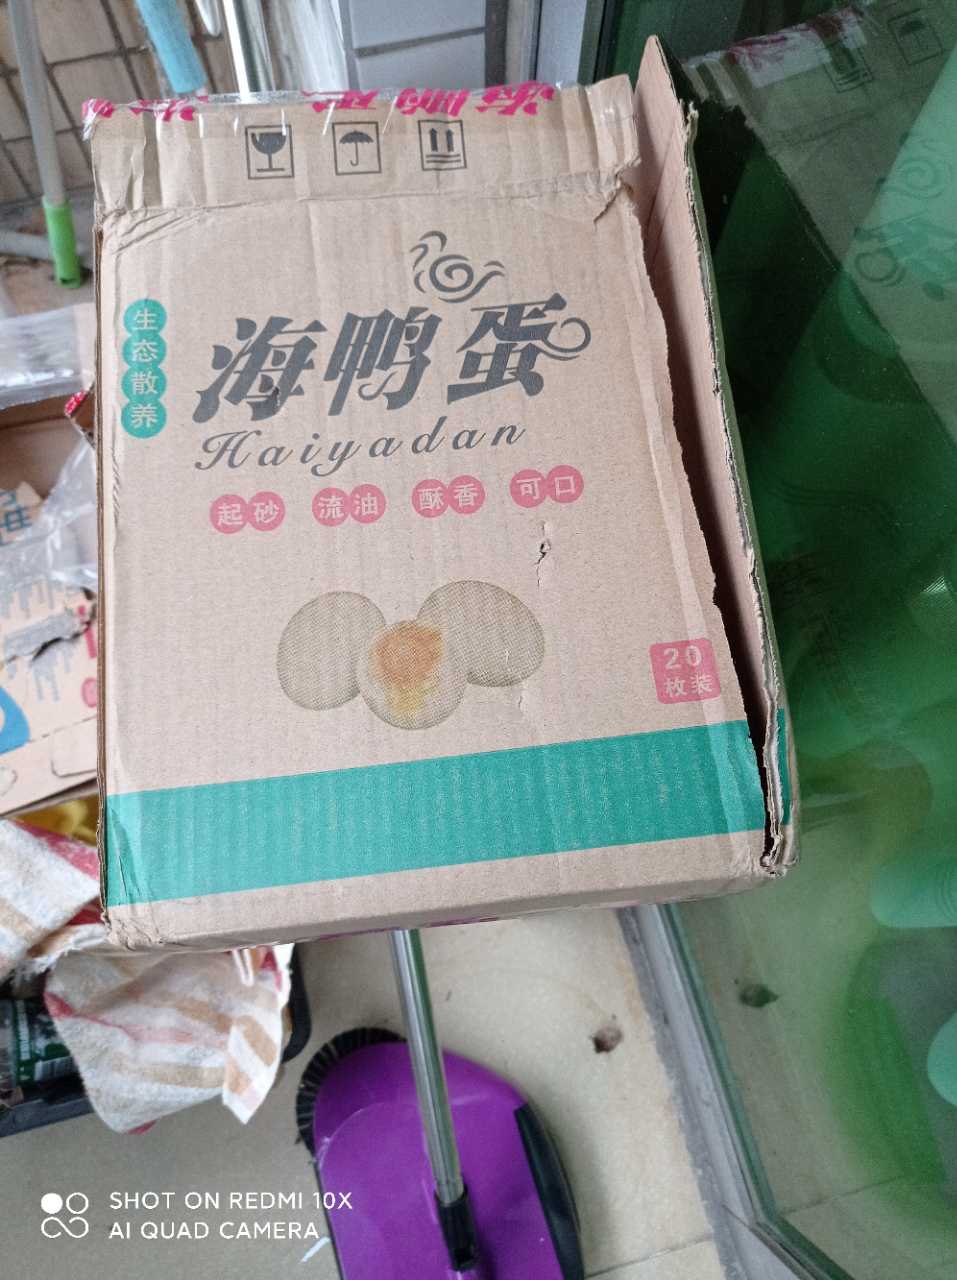 生态散养
海鸭蛋
Haiyadan
起砂 流油 酥香 可口
20
枚装
SHOT ON REDMI 10X
AI QUAD CAMERA